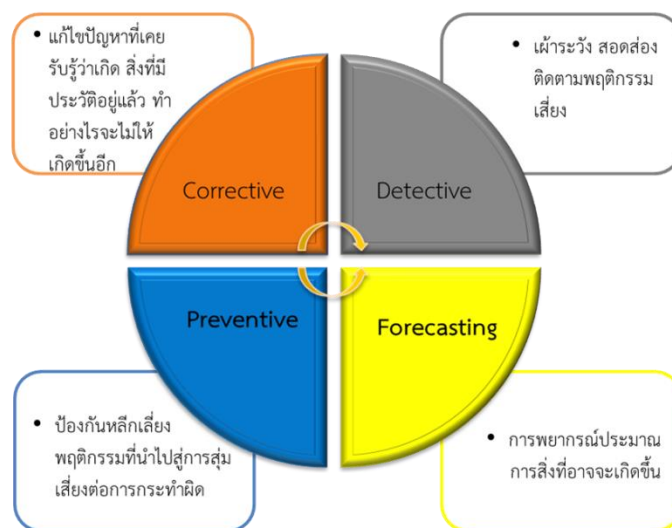 • แก้ไขปัญหาที่เคย
รับรู้ว่าเกิด สิ่งที่มี
ประวัติอยู่แล้ว ทำ
อย่างไรจะไม่ให้
เกิดขึ้นอีก
• เฝ้าระวัง สอดส่อง
ติดตามพฤติกรรม
เสี่ยง
Corrective
Detective
Preventive
Forecasting
• ป้องกันหลีกเลี่ยง
พฤติกรรมที่นำไปสู่การสุ่ม
เสี่ยงต่อการกระทำผิด
• การพยากรณ์ประมาณ
การสิ่งที่อาจจะเกิดขึ้น